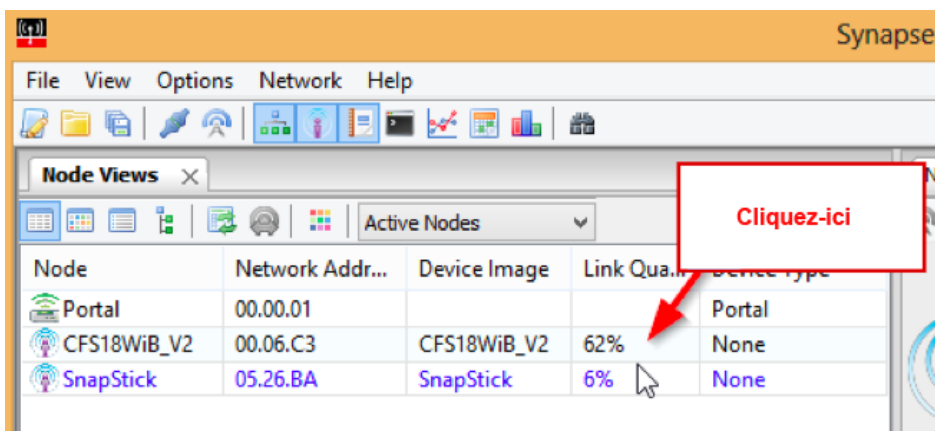 Synapse
File View Options Network Help
Node Views
Active Nodes
Cliquez-ici
Node Network Addr... Device Image Link Qua... Device Type
Portal 00.00.01 Portal
CFS18WiB_V2 00.06.C3 CFS18WiB_V2 62% None
SnapStick 05.26.BA SnapStick 6% None